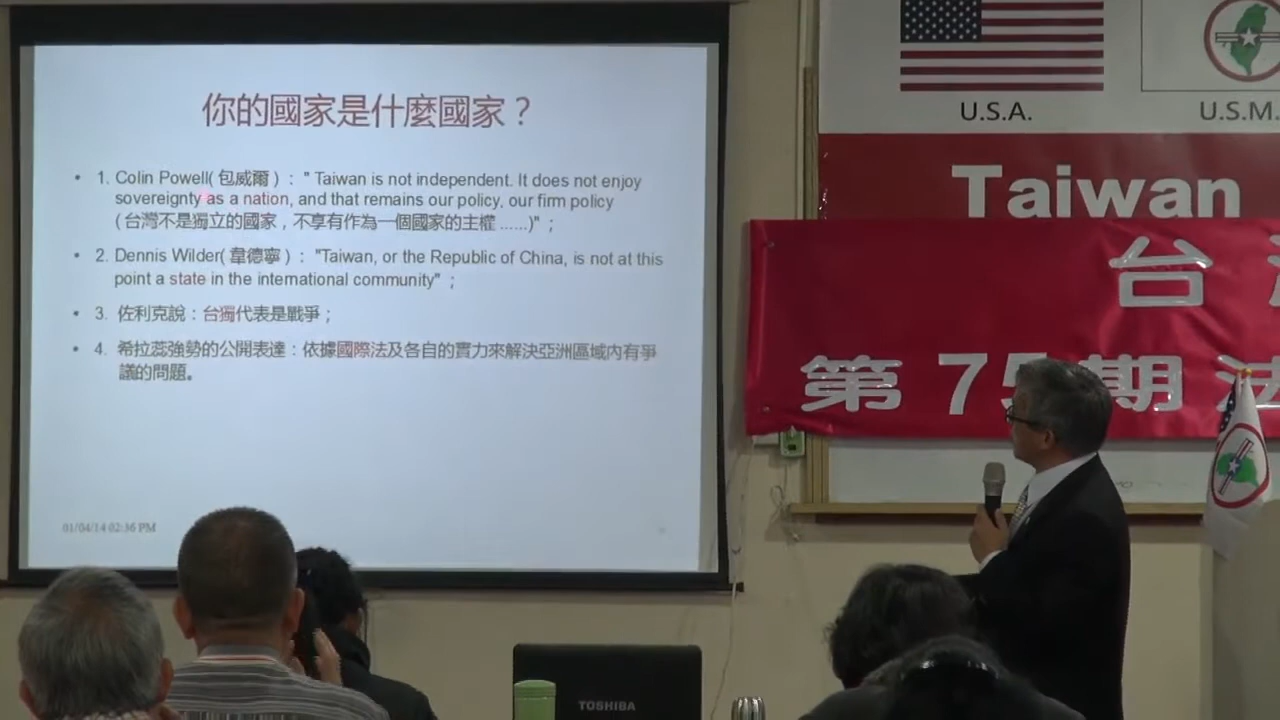 你的國家是什麼國家？
• 1. Colin Powell( 包威爾 ) : " Taiwan is not independent. It does not enjoy
sovereignty as a nation, and that remains our policy, our firm policy
( 台灣不是獨立的國家，不享有作為一個國家的主權 ......)" ;
• 2. Dennis Wilder( 韋德寧 ) : "Taiwan, or the Republic of China, is not at this
point a state in the international community" ;
• 3. 佐利克說：台獨代表是戰爭；
• 4. 希拉蕊強勢的公開表達：依據國際法及各自的實力來解決亞洲區域內有爭
議的問題。
01/04/14 02:36 PM
U.S.A.
U.S.M.
Taiwan
台
第 75 期 法
TOSHIBA